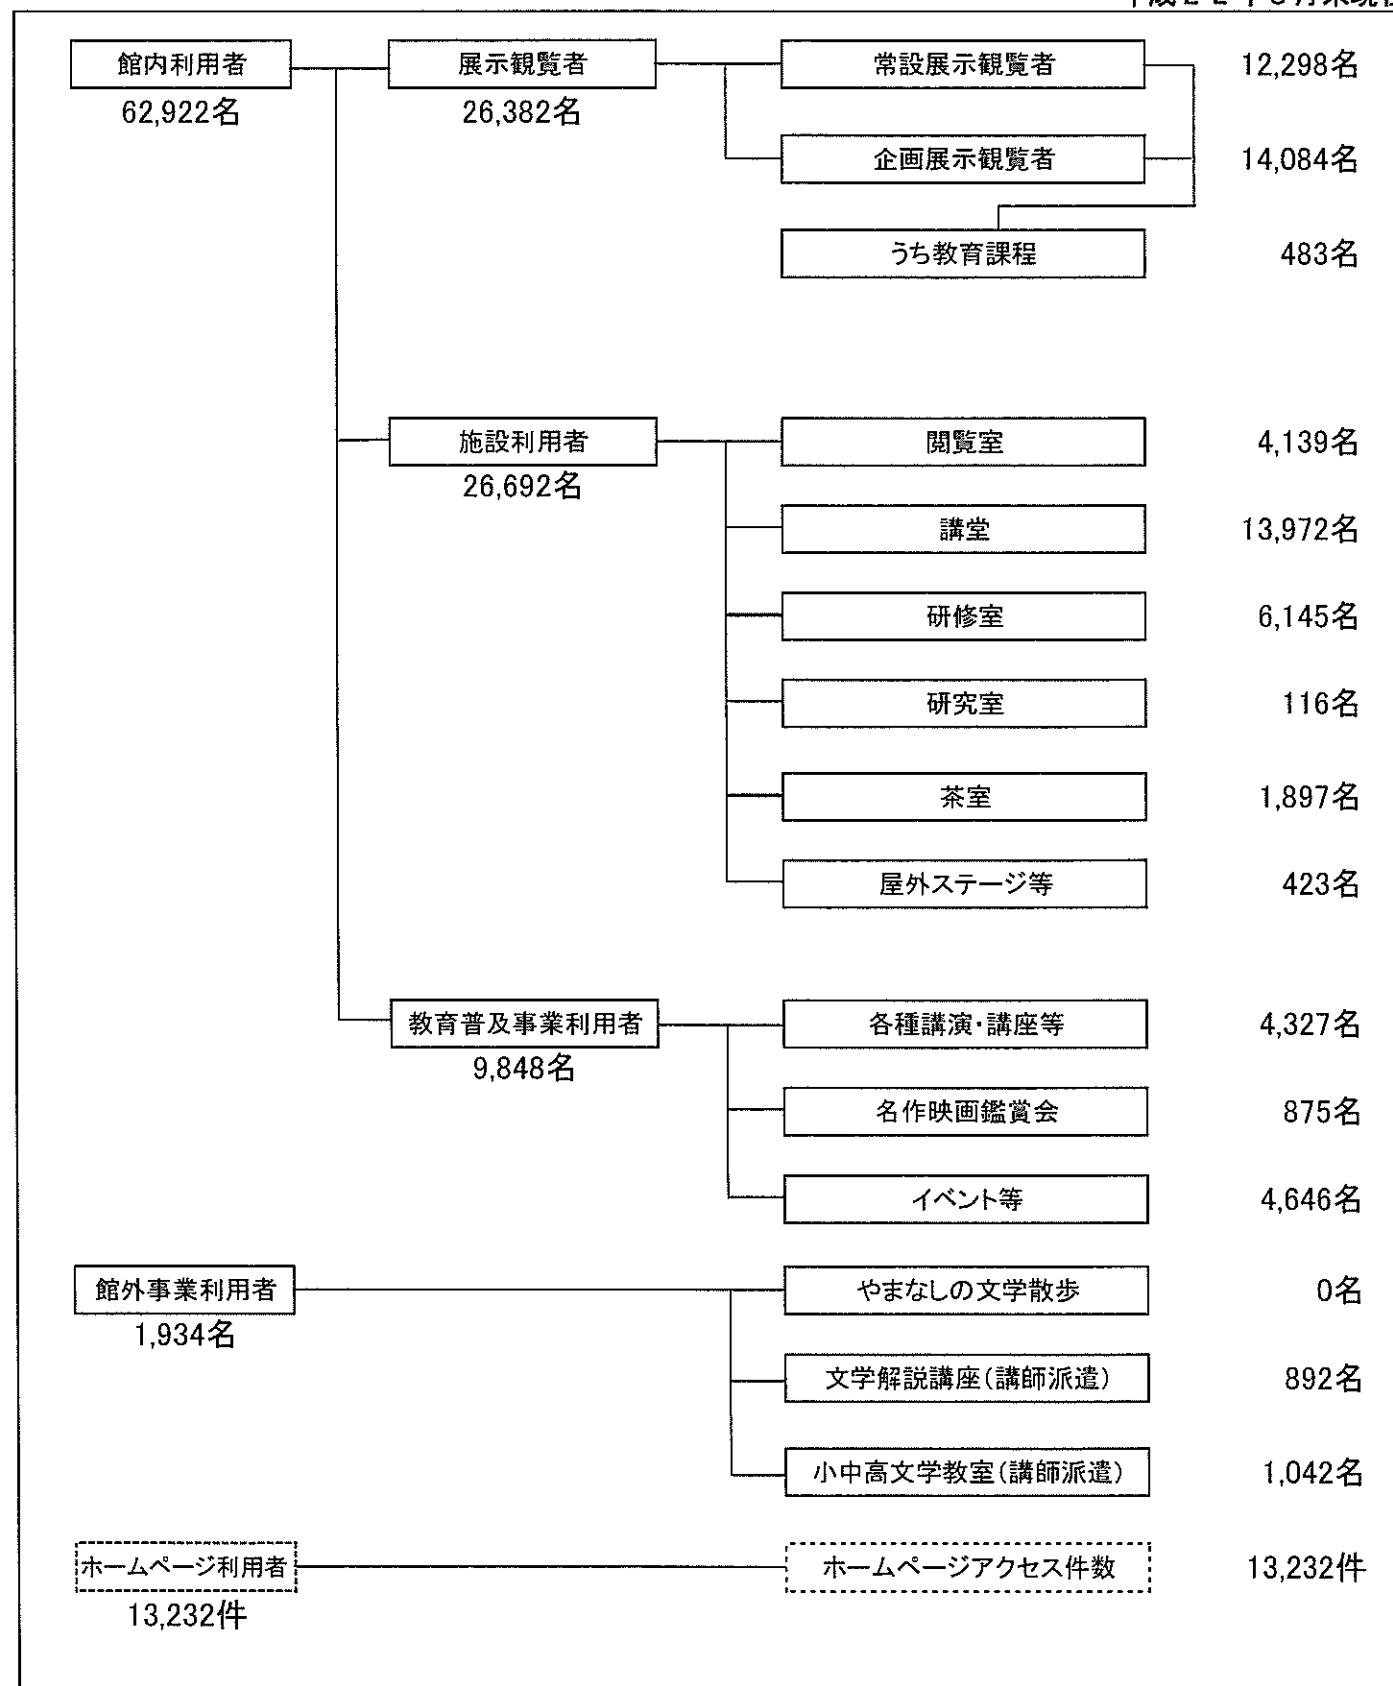 館内利用者 展示観覧者 常設展示観覧者 12,298名
62,922名 26,382名
企画展示観覧者 14,084名
うち教育課程 483名
施設利用者 閲覧室 4,139名
26,692名
講堂 13,972名
研修室 6,145名
研究室 116名
茶室 1,897名
屋外ステージ等 423名
教育普及事業利用者 各種講演・講座等 4,327名
9,848名
名作映画鑑賞会 875名
イベント等 4,646名
館外事業利用者 やまなしの文学散歩 0名
1,934名
文学解説講座(講師派遣) 892名
小中高文学教室(講師派遣) 1,042名
ホームページ利用者 ホームページアクセス件数 13,232件
13,232件